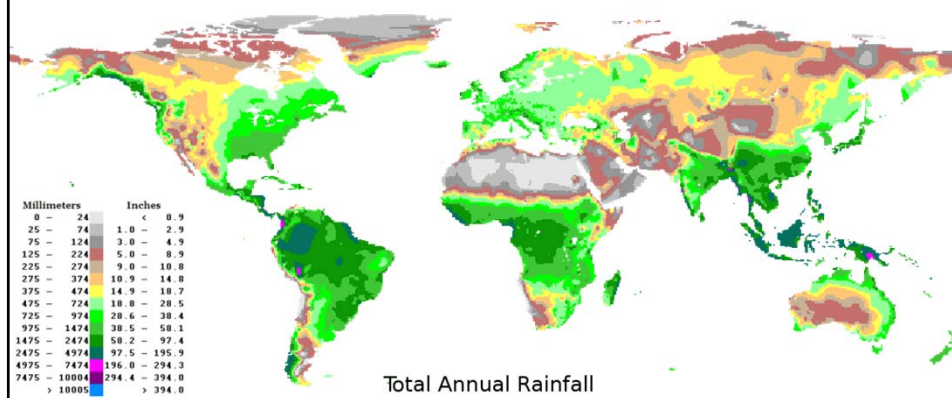 Millimeters Inches
0 - 24 < 0.9
25 - 74 1.0 - 2.9
75 - 124 3.0 - 4.9
125 - 224 5.0 - 8.9
225 - 274 9.0 - 10.8
275 - 374 10.9 - 14.8
375 - 474 14.9 - 18.7
475 - 724 18.8 - 28.5
725 - 974 28.6 - 38.4
975 - 1474 38.5 - 58.1
1475 - 2474 58.2 - 97.4
2475 - 4974 97.5 - 195.9
4975 - 7474 196.0 - 294.3
7475 - 10004 294.4 - 394.0
> 10005 > 394.0
Total Annual Rainfall